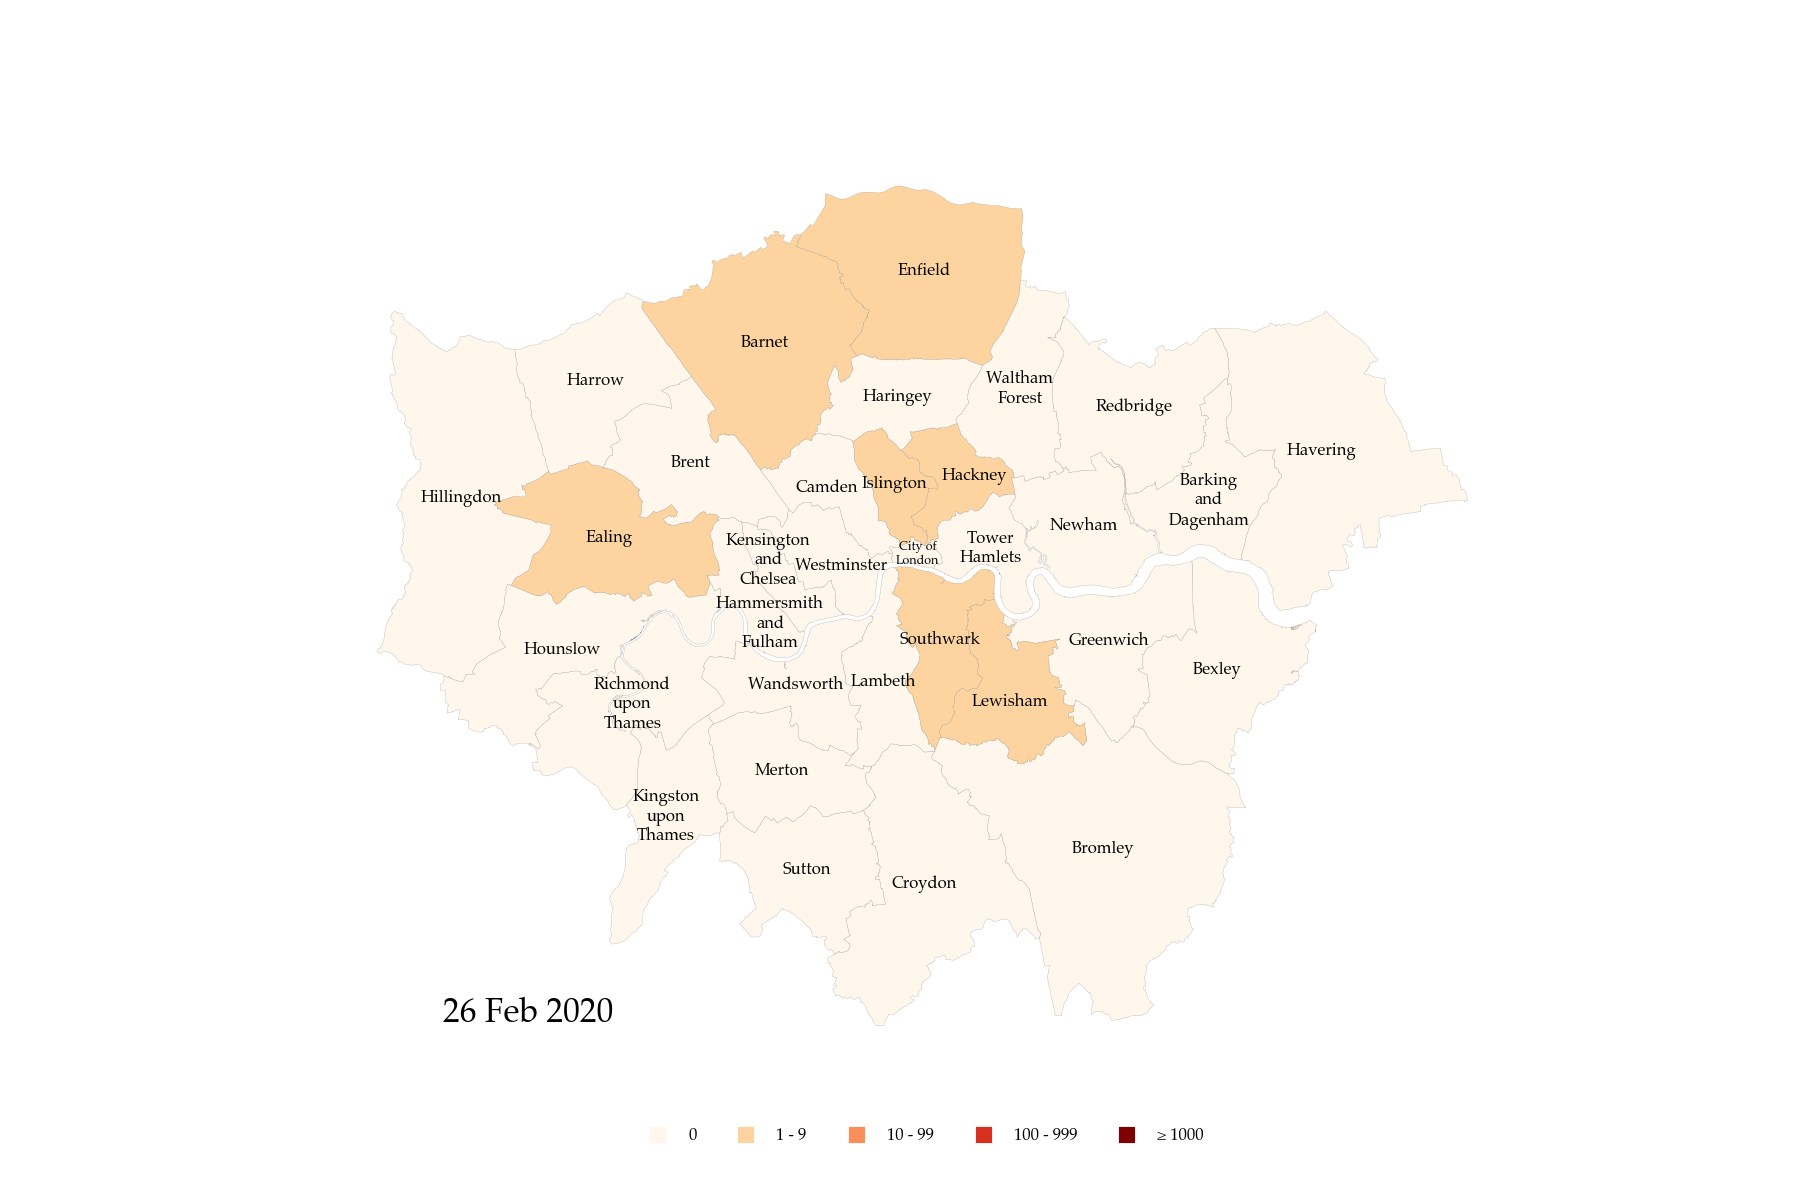 Enfield
Barnet
Harrow
Haringey
Waltham
Forest
Redbridge
Havering
Brent
Hillingdon
Camden
Islington
Hackney
Barking
and
Dagenham
Ealing
Newham
Kensington
and
Chelsea
Westminster
City of
London
Tower
Hamlets
Hammersmith
and
Fulham
Hounslow
Southwark
Greenwich
Bexley
Richmond
upon
Thames
Wandsworth
Lambeth
Lewisham
Merton
Kingston
upon
Thames
Sutton
Croydon
Bromley
26 Feb 2020
0 1 - 9 10 - 99 100 - 999 ≥ 1000